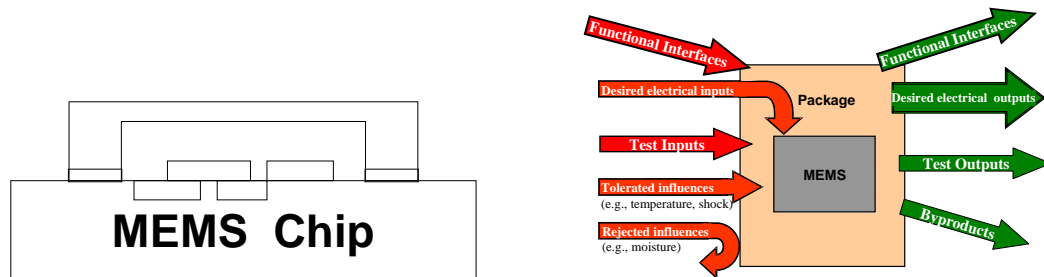 MEMS Chip
Functional Interfaces
Functional Interfaces
Desired electrical inputs
Package
Desired electrical outputs
Test Inputs
MEMS
Test Outputs
Tolerated influences
(e.g., temperature, shock)
Rejected influences
(e.g., moisture)
Byproducts